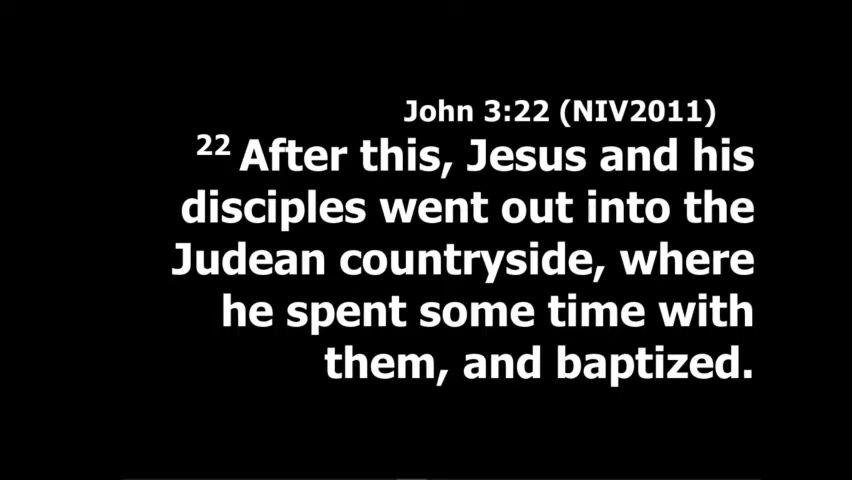 John 3:22 (NIV2011)
22 After this, Jesus and his
disciples went out into the
Judean countryside, where
he spent some time with
them, and baptized.